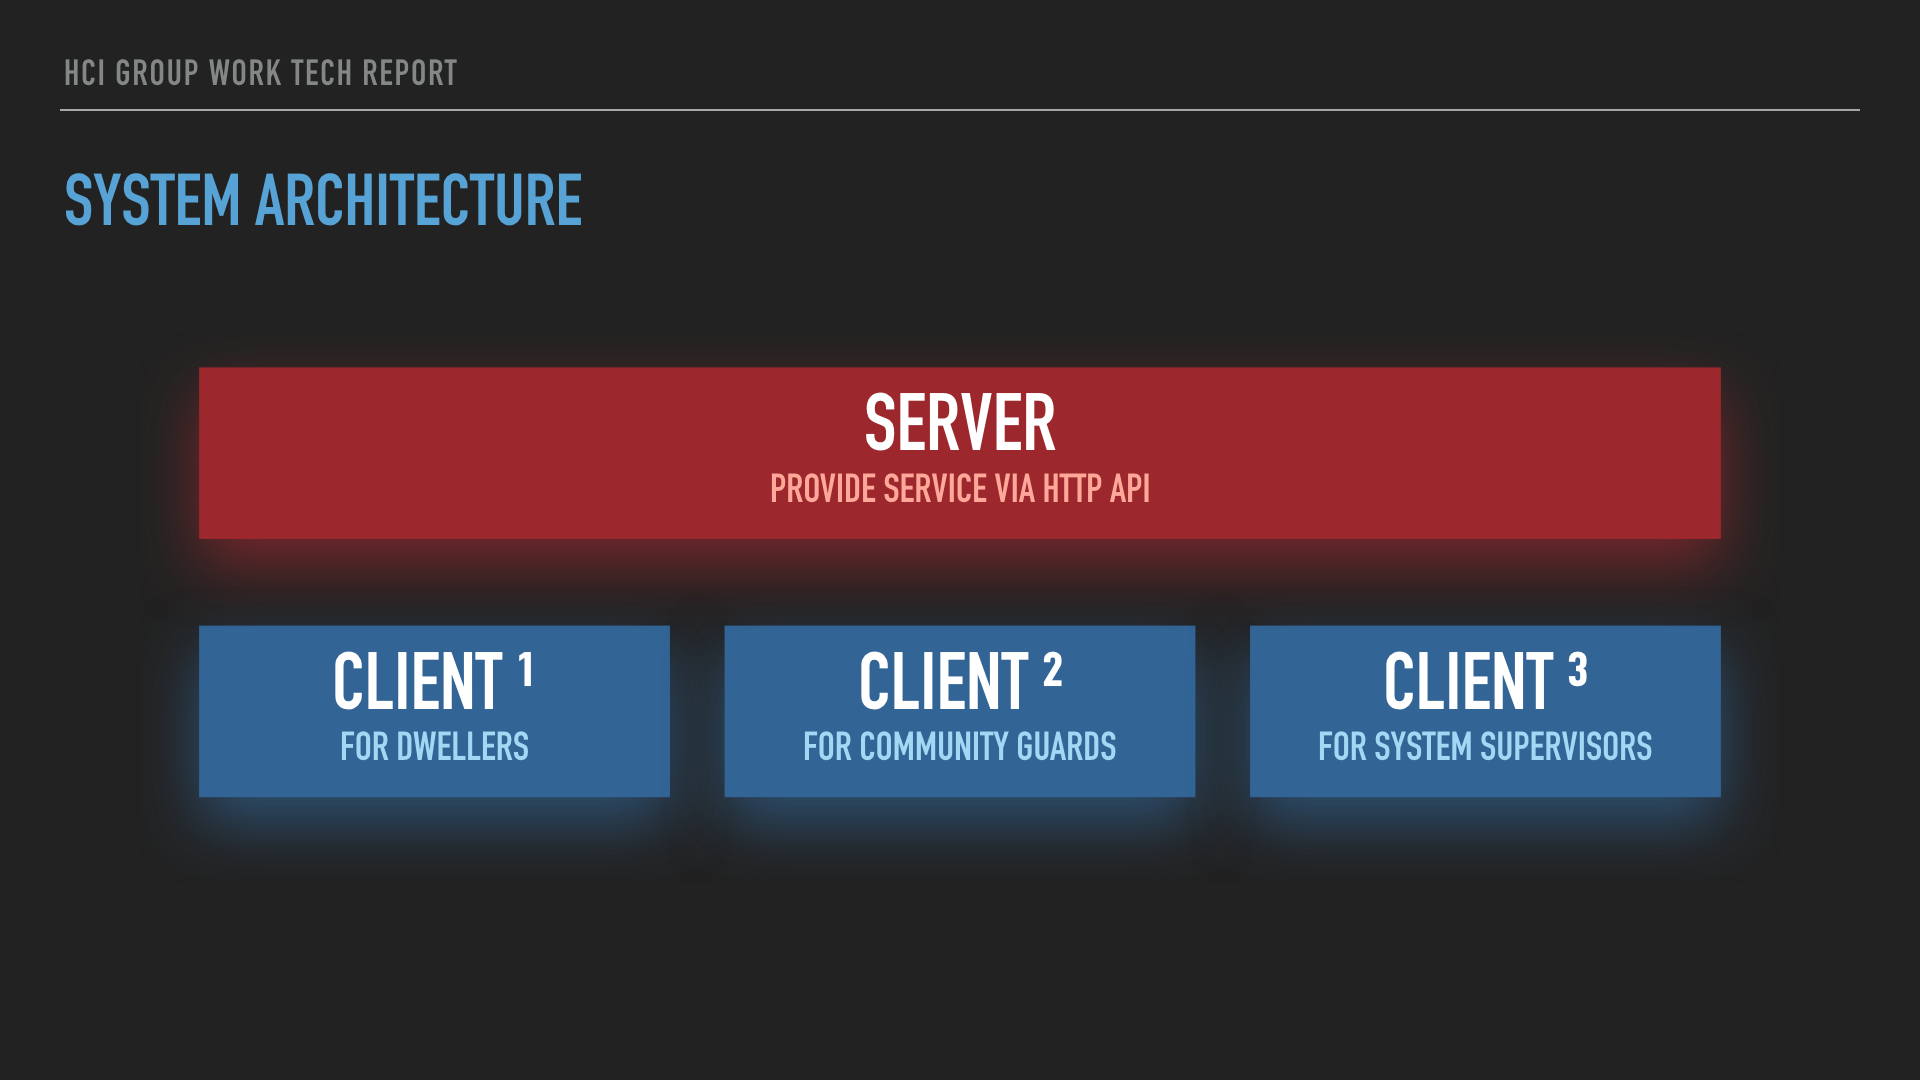 HCI GROUP WORK TECH REPORT
SYSTEM ARCHITECTURE
SERVER
PROVIDE SERVICE VIA HTTP API
CLIENT ¹
FOR DWELLERS
CLIENT ²
FOR COMMUNITY GUARDS
CLIENT ³
FOR SYSTEM SUPERVISORS